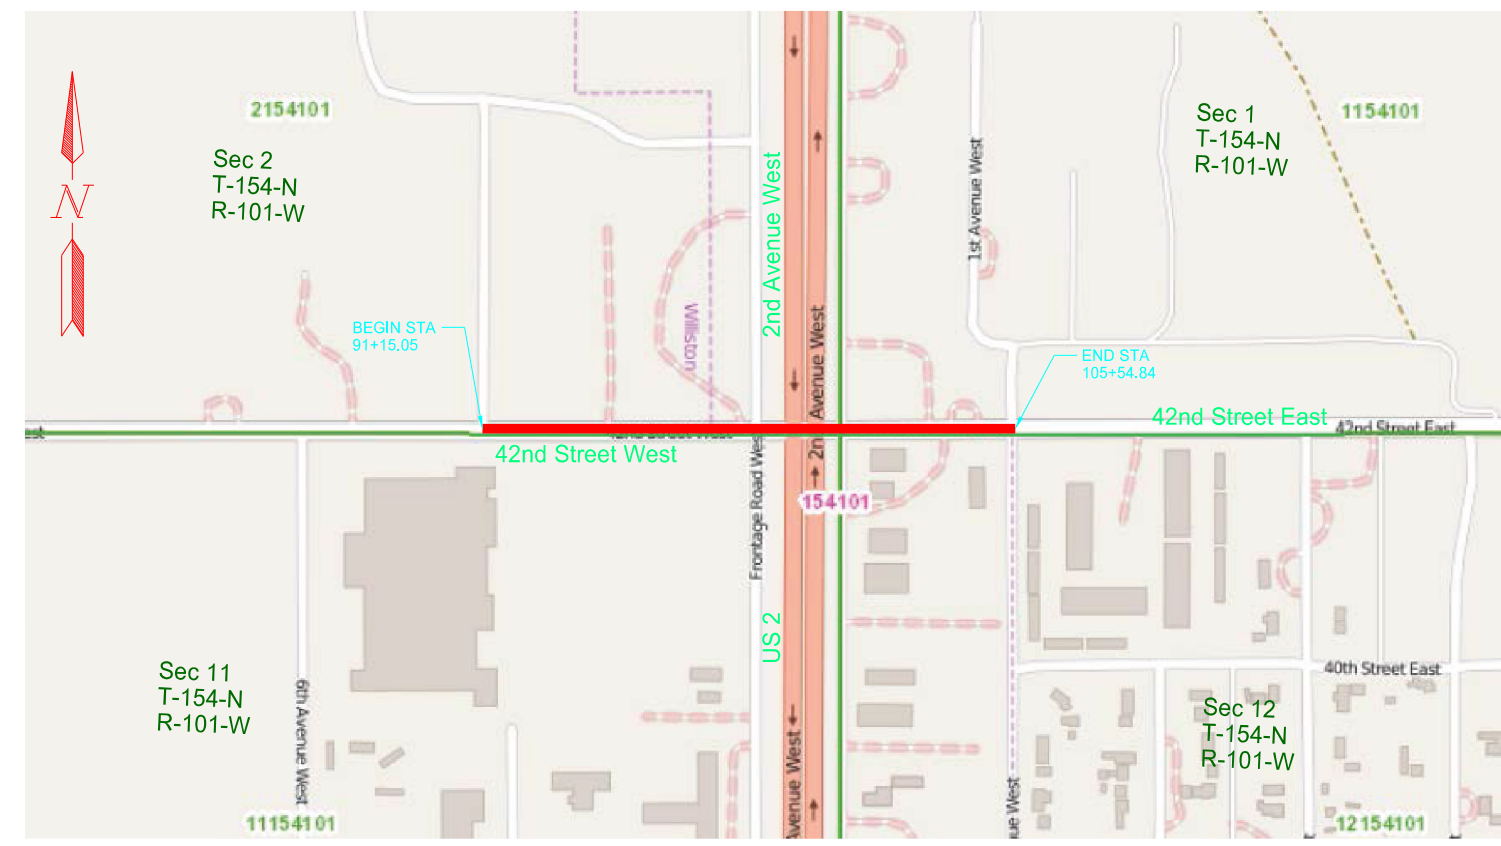 2154101
Sec 2
T-154-N
R-101-W
N
Sec 1
T-154-N
R-101-W
1154101
1st Avenue West
2nd Avenue West
2nd Avenue West
Williston
BEGIN STA
91+15.05
END STA
105+54.84
42nd Street East
42nd Street East
42nd Street West
Frontage Road West
154101
US 2
Sec 11
T-154-N
R-101-W
6th Avenue West
Avenue West
40th Street East
Sec 12
T-154-N
R-101-W
11154101
12154101